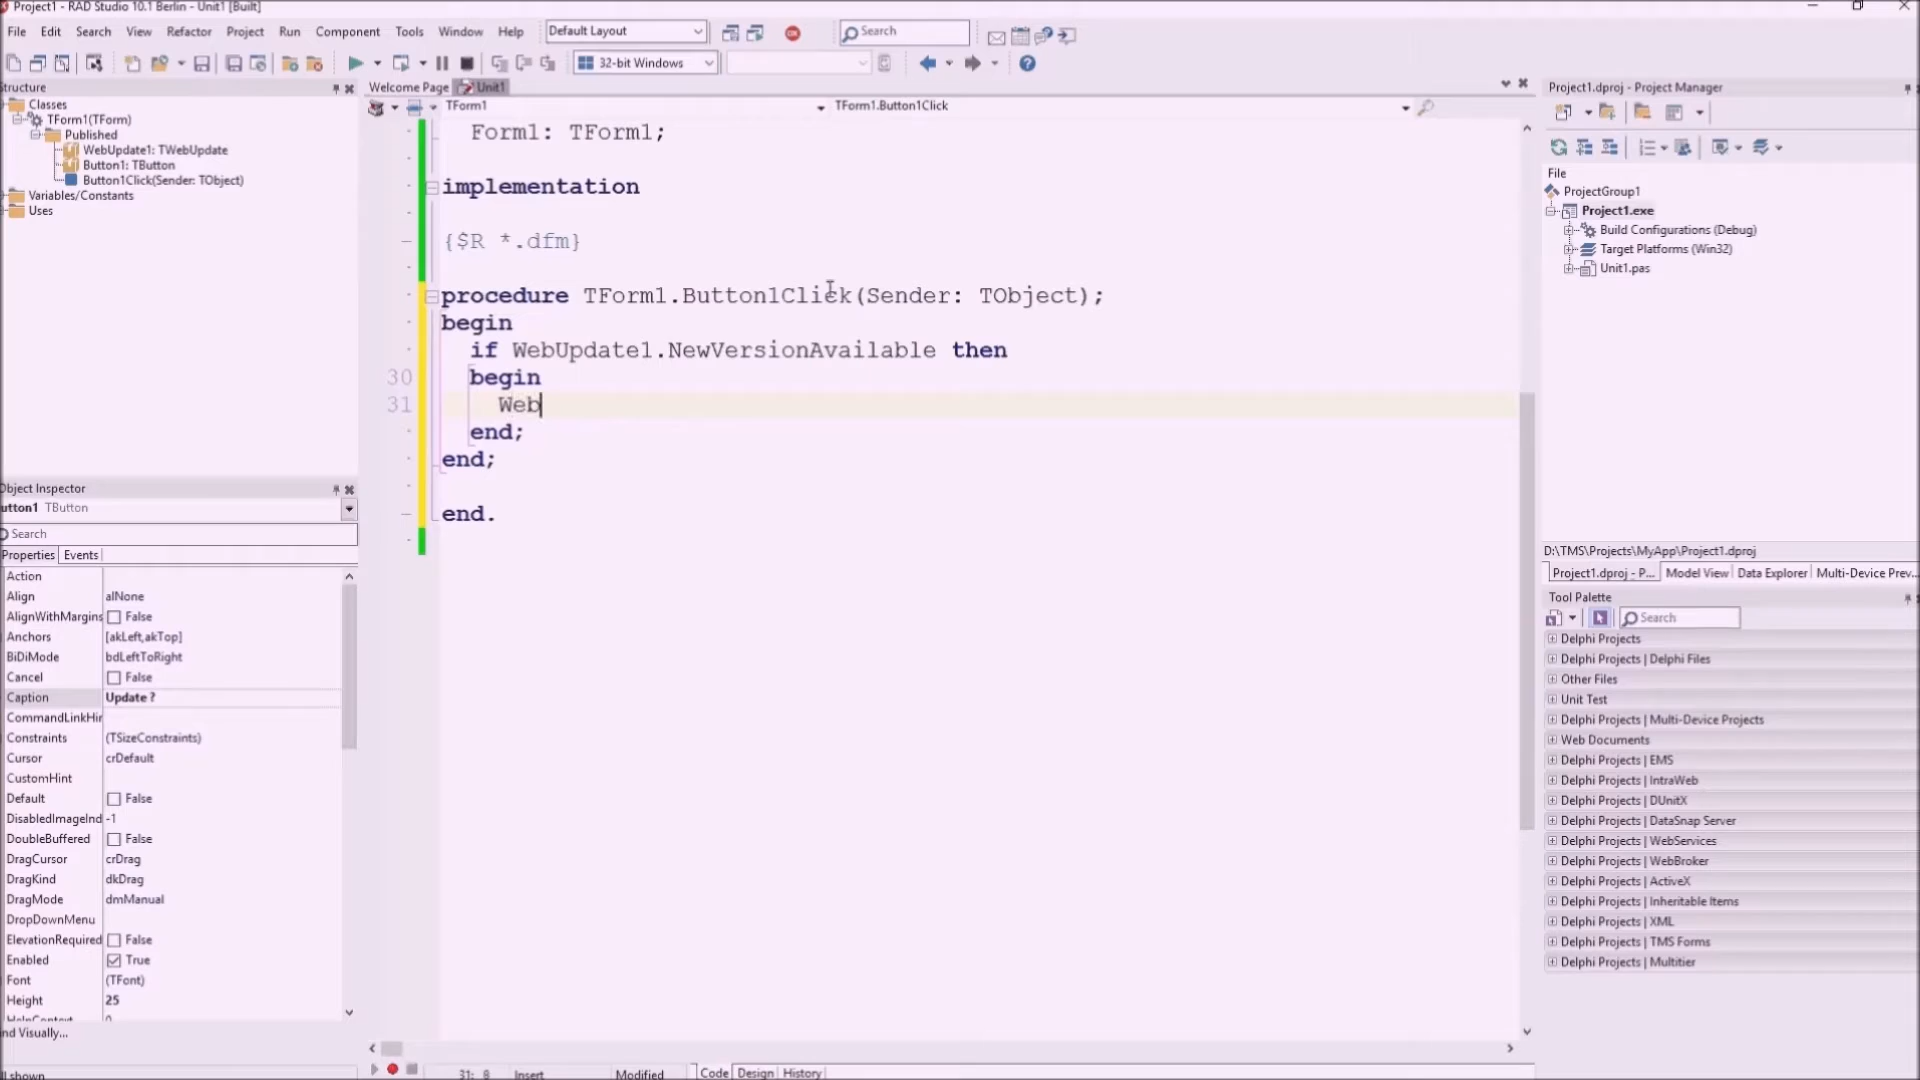 Project1 - RAD Studio 10.1 Berlin - Unit1 [Built]
File Edit Search View Refactor Project Run Component Tools Window Help Default Layout Search
32-bit Windows
Structure
Classes
TForm1(TForm)
Published
WebUpdate1: TWebUpdate
Button1: TButton
Button1Click(Sender: TObject)
Variables/Constants
Uses
Object Inspector
utton1 TButton
Search
Properties Events
Action
Align alNone
AlignWithMargins False
Anchors [akLeft,akTop]
BiDiMode bdLeftToRight
Cancel False
Caption Update ?
CommandLinkHir
Constraints (TSizeConstraints)
Cursor crDefault
CustomHint
Default False
DisabledImageInd -1
DoubleBuffered False
DragCursor crDrag
DragKind dkDrag
DragMode dmManual
DropDownMenu
ElevationRequired False
Enabled True
Font (TFont)
Height 25
HelpContext 0
nd Visually...
ll shown
Welcome Page Unit1
TForm1 TForm1.Button1Click
Form1: TForm1;
implementation
{$R *.dfm}
procedure TForm1.Button1Click(Sender: TObject);
begin
if WebUpdate1.NewVersionAvailable then
30 begin
31 Web
end;
end;
end.
31: 8 Insert Modified Code Design History
Project1.dproj - Project Manager
File
ProjectGroup1
Project1.exe
Build Configurations (Debug)
Target Platforms (Win32)
Unit1.pas
D:\TMS\Projects\MyApp\Project1.dproj
Project1.dproj - P... Model View Data Explorer Multi-Device Prev...
Tool Palette
Search
Delphi Projects
Delphi Projects | Delphi Files
Other Files
Unit Test
Delphi Projects | Multi-Device Projects
Web Documents
Delphi Projects | EMS
Delphi Projects | IntraWeb
Delphi Projects | DUnitX
Delphi Projects | DataSnap Server
Delphi Projects | WebServices
Delphi Projects | WebBroker
Delphi Projects | ActiveX
Delphi Projects | Inheritable Items
Delphi Projects | XML
Delphi Projects | TMS Forms
Delphi Projects | Multitier